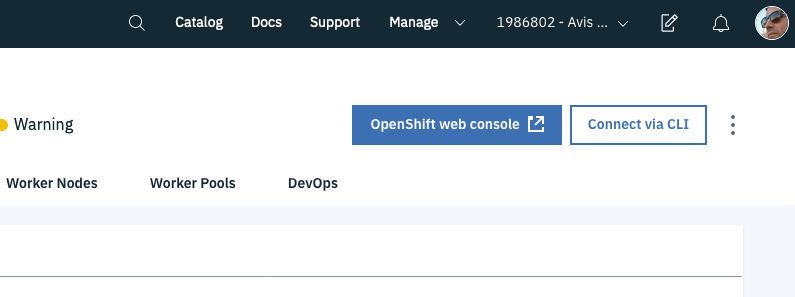 Catalog Docs Support Manage 1986802 - Avis ...
Warning OpenShift web console Connect via CLI
Worker Nodes Worker Pools DevOps